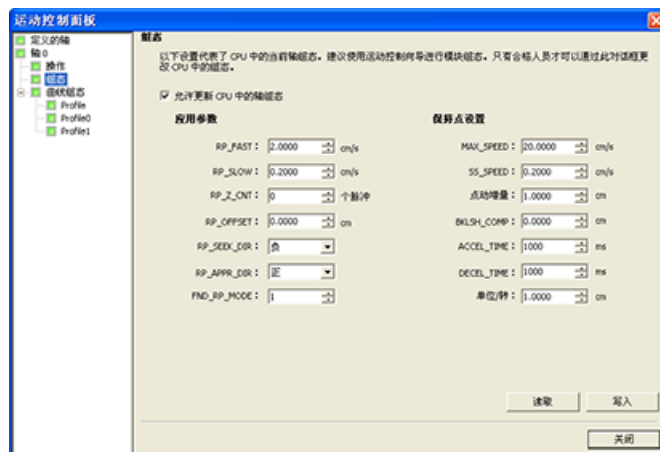 运动控制面板
定义的轴
轴0
操作
组态
曲线组态
Profile
Profile0
Profile1
组态
以下设置代表了 CPU 中的当前轴组态。建议使用运动控制向导进行模块组态。只有合格人员才可以通过此对话框更
改 CPU 中的组态。
允许更新 CPU 中的轴组态
应用参数
RP_FAST： 2.0000 cm/s
RP_SLOW： 0.2000 cm/s
RP_Z_CNT： 0 个脉冲
RP_OFFSET： 0.0000 cm
RP_SEEK_DIR： 负
RP_APPR_DIR： 正
FND_RP_MODE： 1
保持点设置
MAX_SPEED： 20.0000 cm/s
SS_SPEED： 0.2000 cm/s
点动增量： 1.0000 cm
BKLSH_COMP： 0.0000 cm
ACCEL_TIME： 1000 ms
DECEL_TIME： 1000 ms
单位/转： 1.0000 cm
读取
写入
关闭